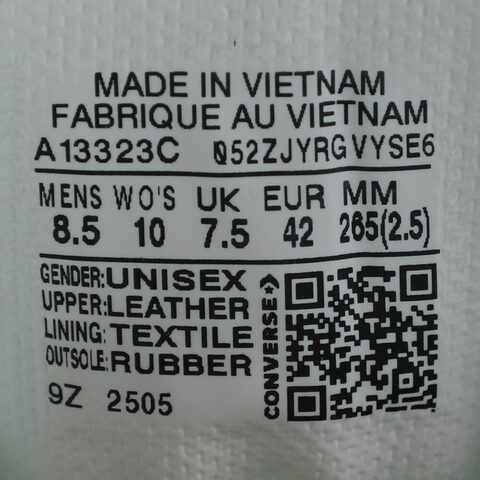 MADE IN VIETNAM
FABRIQUE AU VIETNAM
A13323C 052ZJYRGVYSE6
MENS WO'S UK EUR MM
8.5 10 7.5 42 265(2.5)
GENDER:UNISEX
UPPER:LEATHER
LINING:TEXTILE
OUTSOLE:RUBBER
9Z 2505
CONVERSE